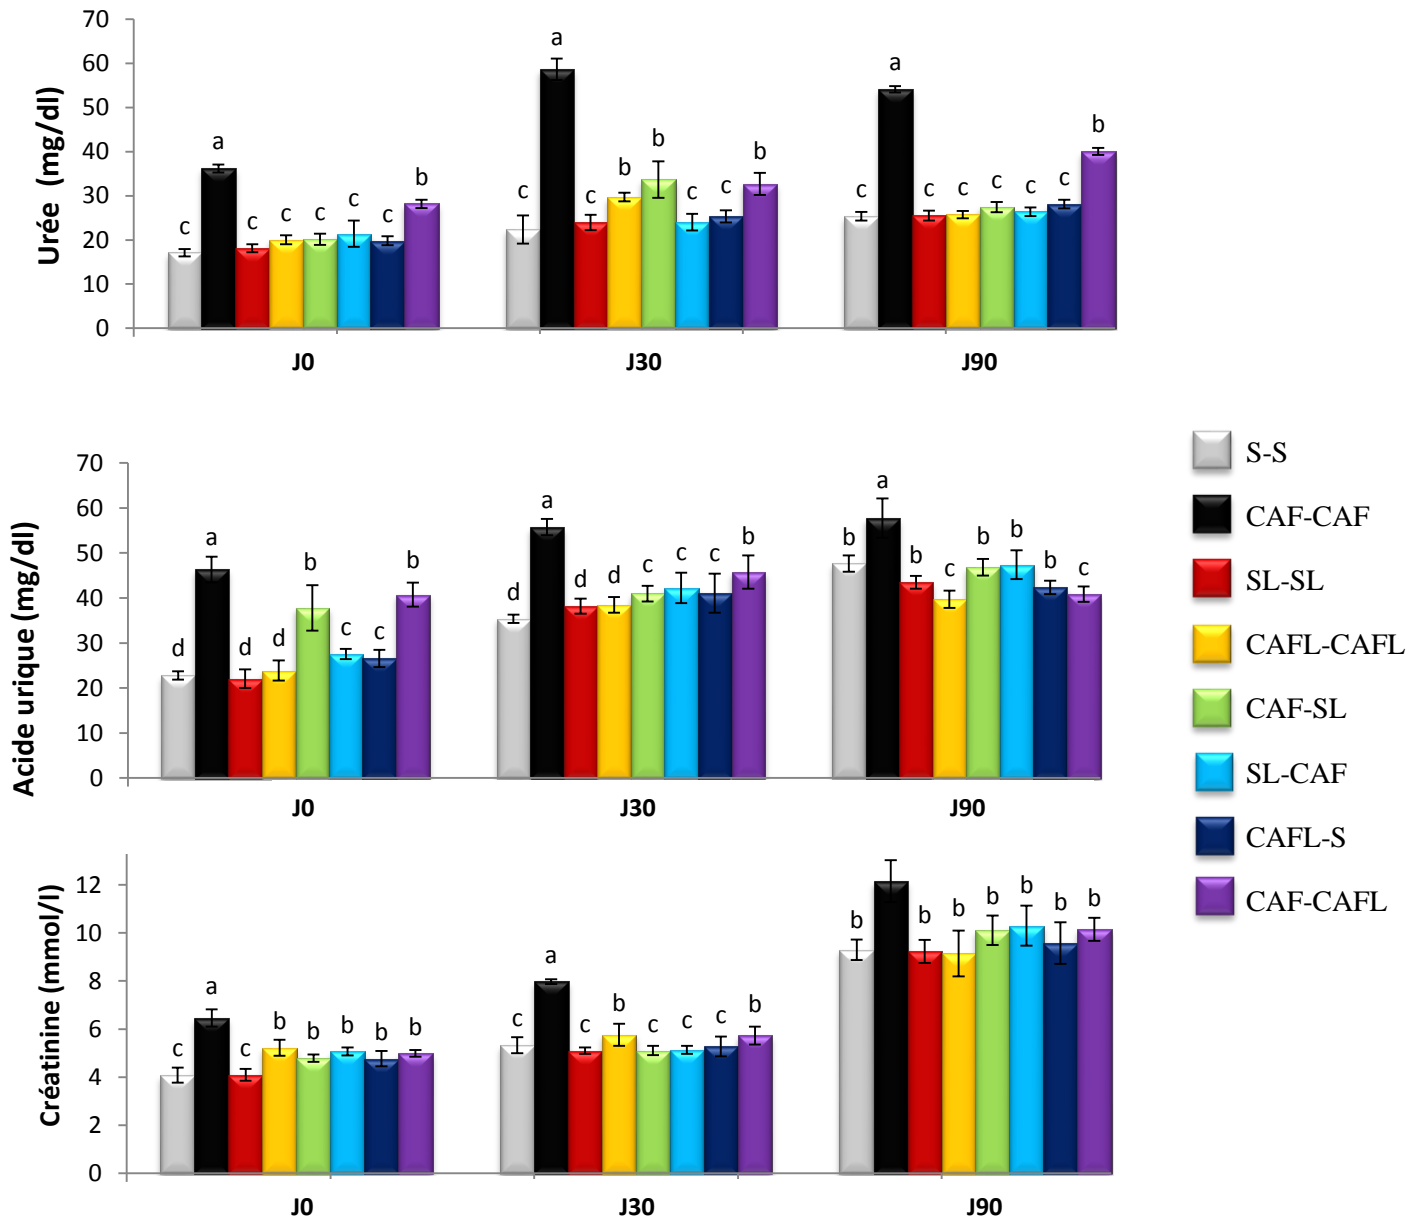 Urée (mg/dl)
70
60
50
40
30
20
10
0
c a c c c c c b
c a c b b c c b
c a c c c c c b
J0 J30 J90
Acide urique (mg/dl)
70
60
50
40
30
20
10
0
d a d d b c c b
d a d d c c c b
b a b c b b b c
J0 J30 J90
Créatinine (mmol/l)
12
10
8
6
4
2
0
c a c b b b b b
c a c b c c c b
b b b b b b b
J0 J30 J90
S-S
CAF-CAF
SL-SL
CAFL-CAFL
CAF-SL
SL-CAF
CAFL-S
CAF-CAFL